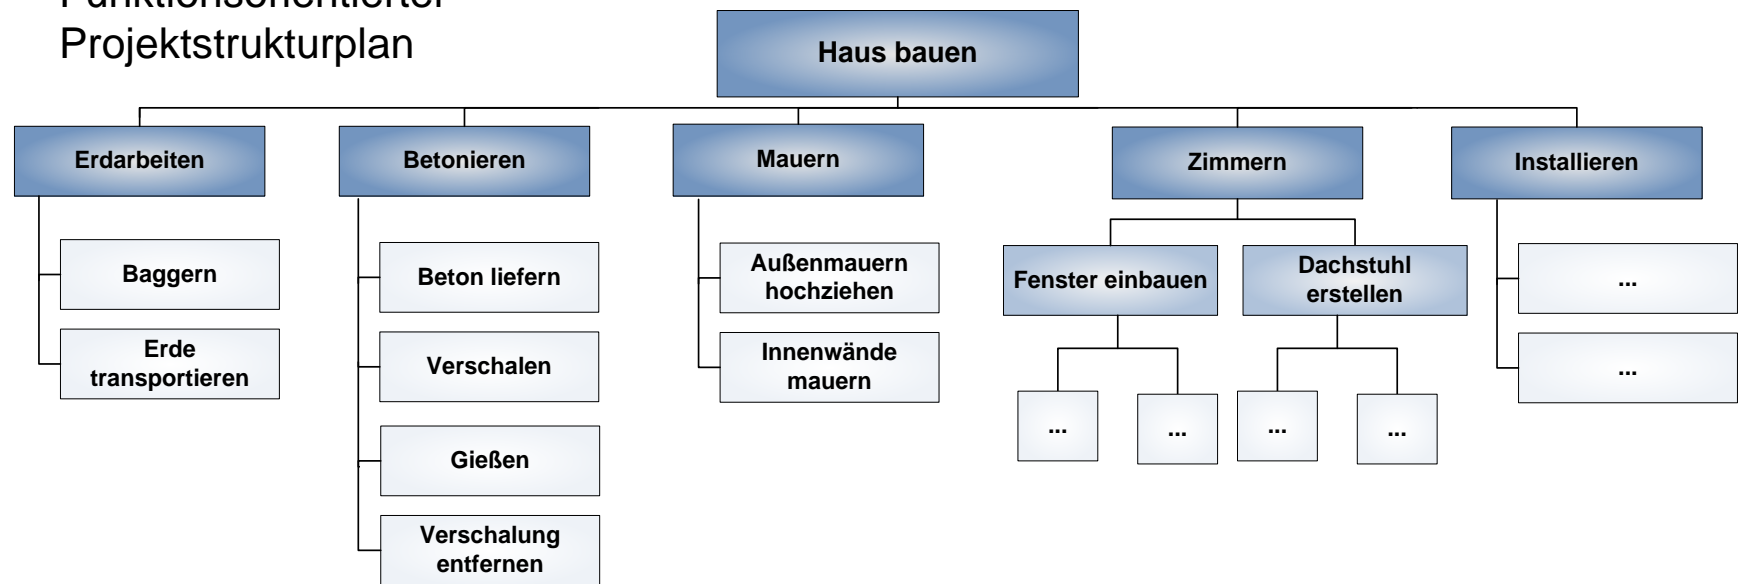 Funktionsorientierter
Projektstrukturplan
Haus bauen
Erdarbeiten
Betonieren
Mauern
Zimmern
Installieren
Baggern
Erde
transportieren
Beton liefern
Verschalen
Gießen
Verschalung
entfernen
Außenmauern
hochziehen
Innenwände
mauern
Fenster einbauen
Dachstuhl
erstellen
...
...
...
...
...
...